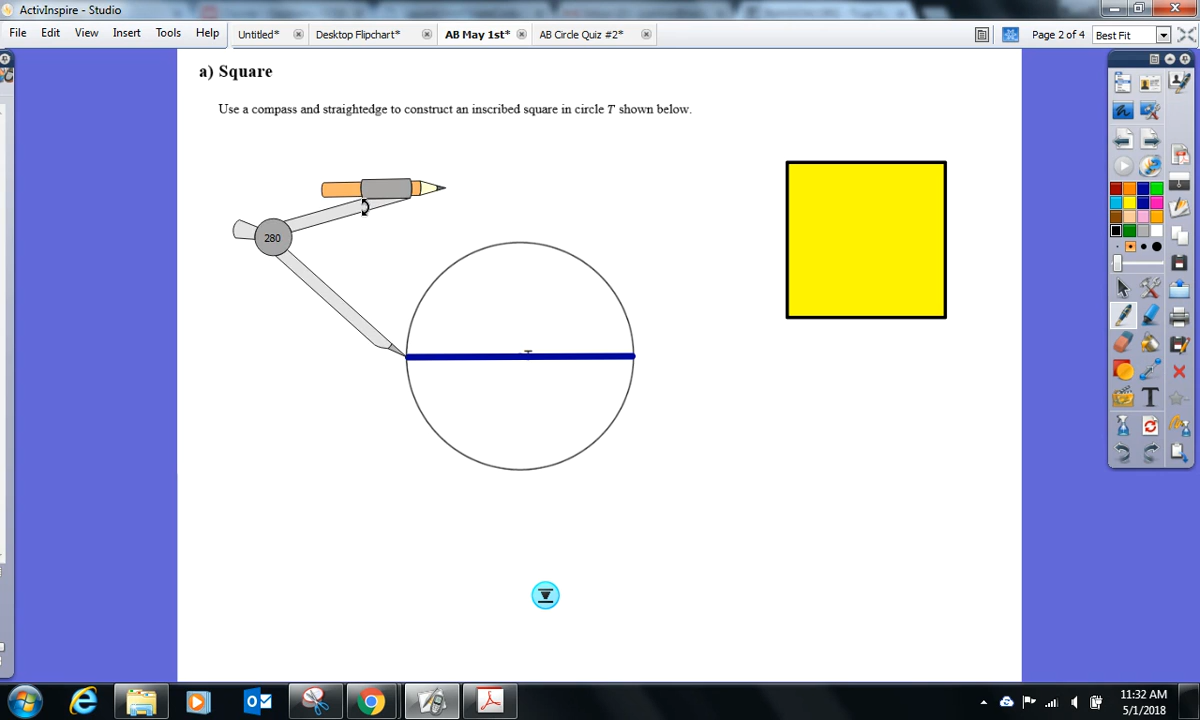 ActivInspire - Studio
File Edit View Insert Tools Help
Untitled* Desktop Flipchart* AB May 1st* AB Circle Quiz #2*
Page 2 of 4 Best Fit
a) Square
Use a compass and straightedge to construct an inscribed square in circle T shown below.
280
T
T
11:32 AM
5/1/2018